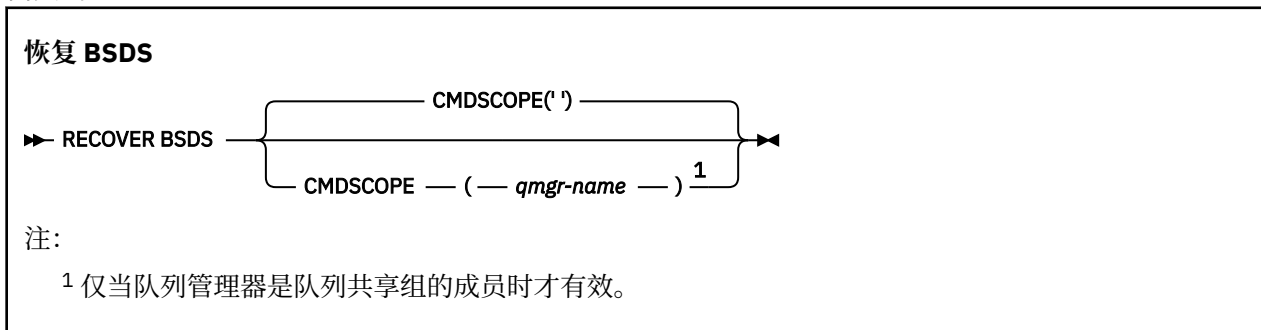 恢复 BSDS
CMDSCOPE(' ')
RECOVER BSDS
CMDSCOPE ( qmgr-name ) 1
注：
1 仅当队列管理器是队列共享组的成员时才有效。